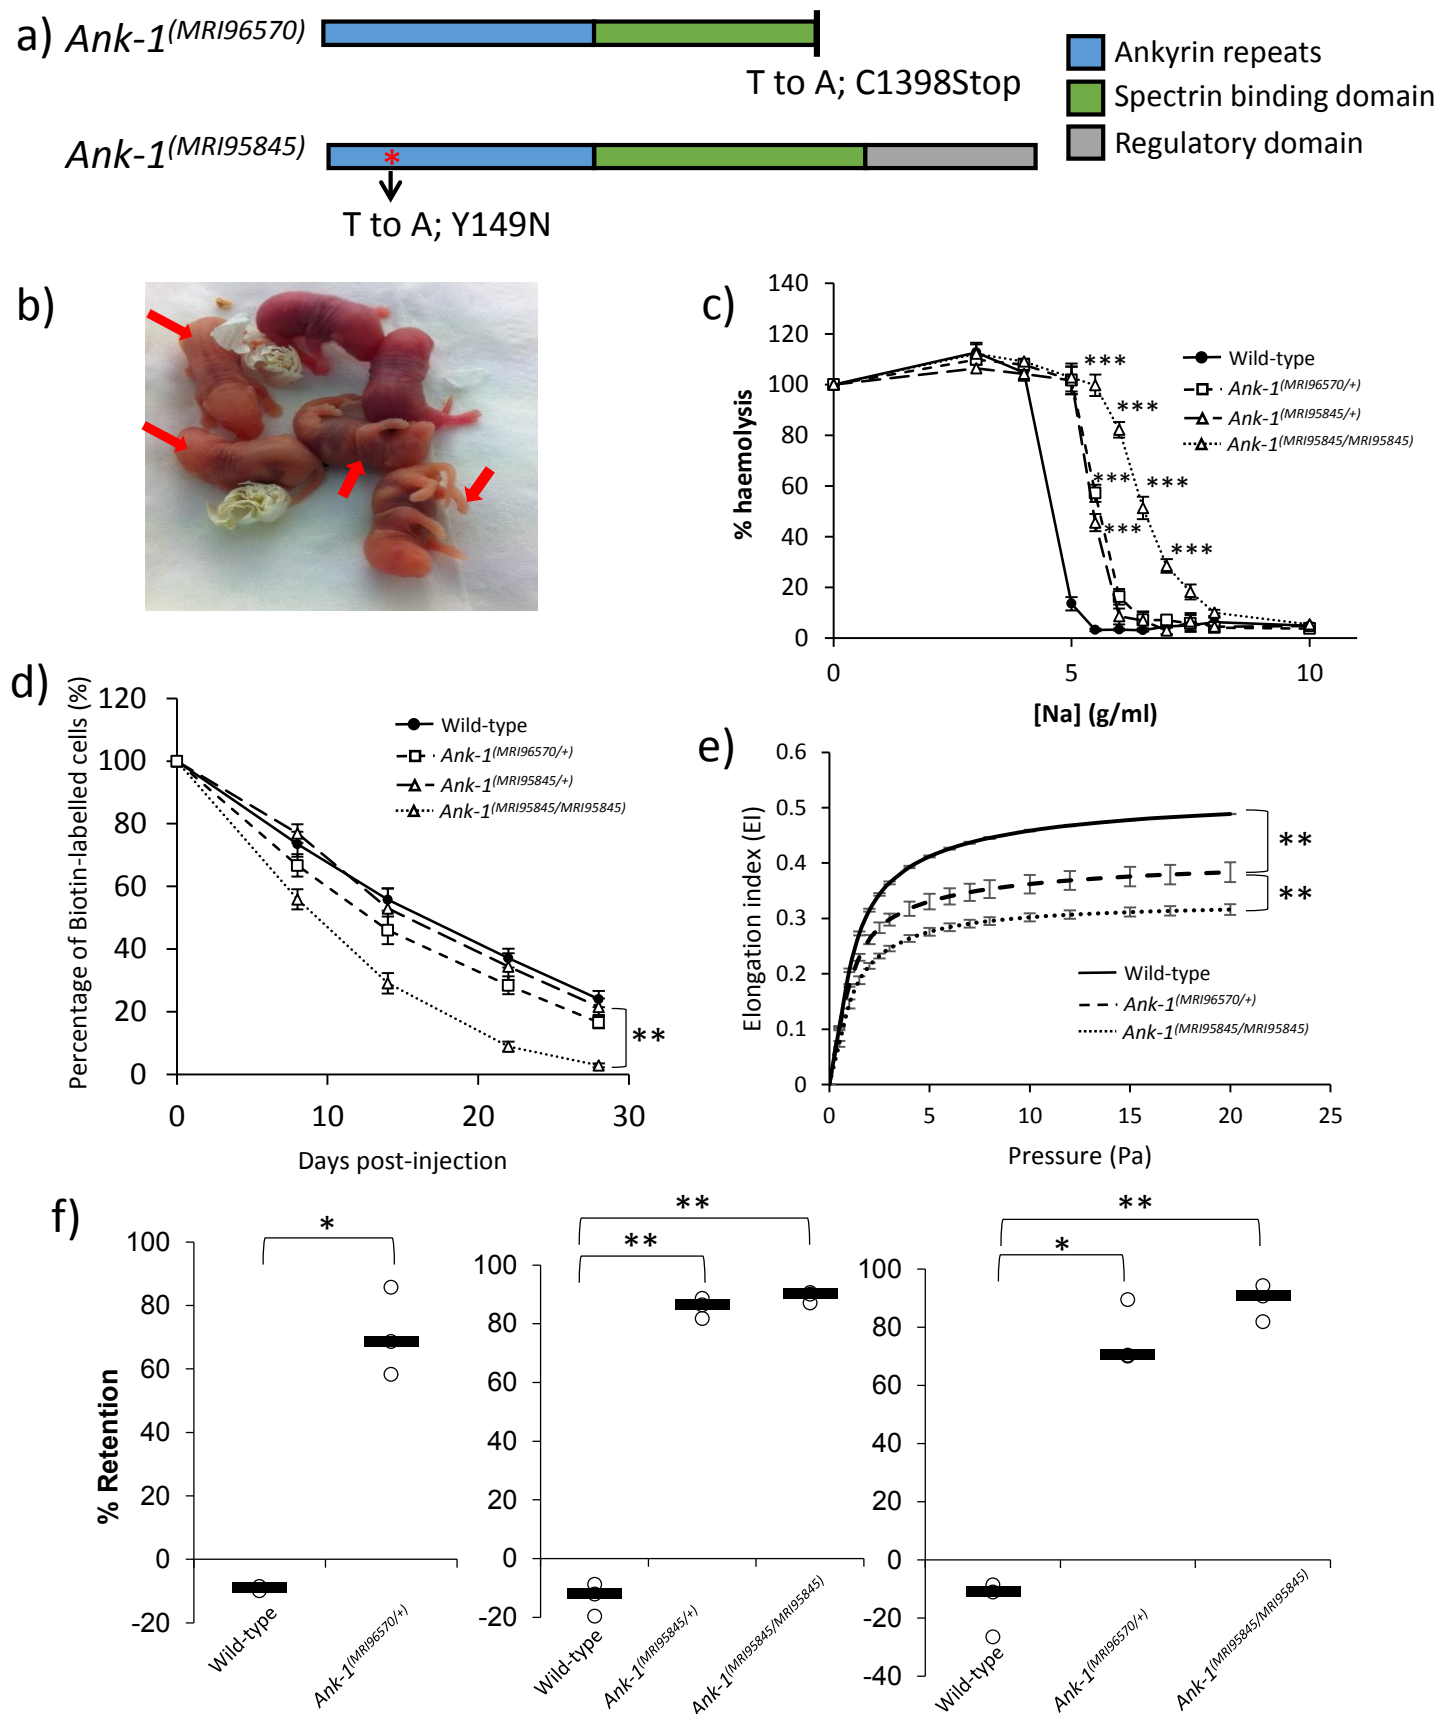 a) Ank-1(MRI96570)
T to A; C1398Stop
Ank-1(MRI95845)
*
T to A; Y149N
Ankyrin repeats
Spectrin binding domain
Regulatory domain
b)
c)
% haemolysis
140
120
100
80
60
40
20
0
0
5
10
[Na] (g/ml)
***
***
***
***
***
***
Wild-type
Ank-1(MRI96570/+)
Ank-1(MRI95845/+)
Ank-1(MRI95845/MRI95845)
d)
Percentage of Biotin-labelled cells (%)
120
100
80
60
40
20
0
0
10
20
30
Days post-injection
Wild-type
Ank-1(MRI96570/+)
Ank-1(MRI95845/+)
Ank-1(MRI95845/MRI95845)
**
e)
Elongation index (EI)
0.6
0.5
0.4
0.3
0.2
0.1
0
0
5
10
15
20
25
Pressure (Pa)
**
**
Wild-type
Ank-1(MRI96570/+)
Ank-1(MRI95845/MRI95845)
f)
% Retention
100
80
60
40
20
0
-20
*
Wild-type
Ank-1(MRI96570/+)
100
80
60
40
20
0
-20
**
**
Wild-type
Ank-1(MRI95845/+)
Ank-1(MRI95845/MRI95845)
100
80
60
40
20
0
-20
-40
**
*
Wild-type
Ank-1(MRI96570/+)
Ank-1(MRI95845/MRI95845)